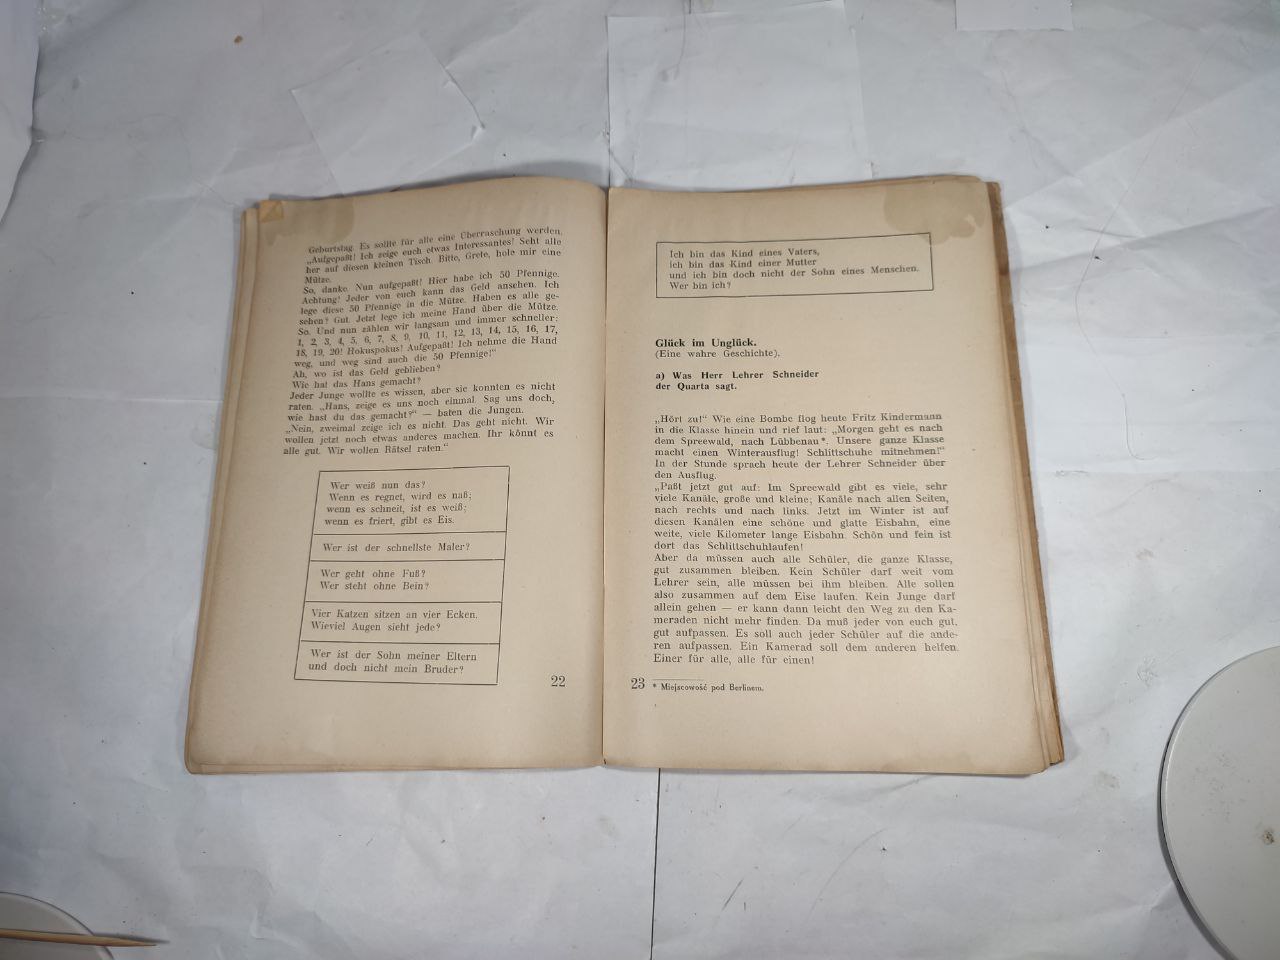 Geburtstag. Es sollte für alle eine Überraschung werden.
„Aufgepaßt! Ich zeige euch etwas Interessantes! Seht alle
her auf diesen kleinen Tisch. Bitte, Grete, hole mir eine
Mütze.
So, danke. Nun aufgepaßt! Hier habe ich 50 Pfennige.
Achtung! Jeder von euch kann das Geld ansehen. Ich
lege diese 50 Pfennige in die Mütze. Haben es alle ge-
sehen? Gut. Jetzt lege ich meine Hand über die Mütze.
So. Und nun zählen wir langsam und immer schneller:
1, 2, 3, 4, 5, 6, 7, 8, 9, 10, 11, 12, 13, 14, 15, 16, 17,
18, 19, 20! Hokuspokus! Aufgepaßt! Ich nehme die Hand
weg, und weg sind auch die 50 Pfennige!"
Ah, wo ist das Geld geblieben?
Wie hat das Hans gemacht?
Jeder Junge wollte es wissen, aber sie konnten es nicht
raten. „Hans, zeige es uns noch einmal. Sag uns doch,
wie hast du das gemacht?" — baten die Jungen.
„Nein, zweimal zeige ich es nicht. Das geht nicht. Wir
wollen jetzt noch etwas anderes machen. Ihr könnt es
alle gut. Wir wollen Rätsel raten."
Wer weiß nun das?
Wenn es regnet, wird es naß;
wenn es schneit, ist es weiß;
wenn es friert, gibt es Eis.
Wer ist der schnellste Maler?
Wer geht ohne Fuß?
Wer steht ohne Bein?
Vier Katzen sitzen an vier Ecken.
Wieviel Augen sieht jede?
Wer ist der Sohn meiner Eltern
und doch nicht mein Bruder?
22
Ich bin das Kind eines Vaters,
ich bin das Kind einer Mutter
und ich bin doch nicht der Sohn eines Menschen.
Wer bin ich?
Glück im Unglück.
(Eine wahre Geschichte).
a) Was Herr Lehrer Schneider
der Quarta sagt.
„Hört zu!" Wie eine Bombe flog heute Fritz Kindermann
in die Klasse hinein und rief laut: „Morgen geht es nach
dem Spreewald, nach Lübbenau*. Unsere ganze Klasse
macht einen Winterausflug! Schlittschuhe mitnehmen!"
In der Stunde sprach heute der Lehrer Schneider über
den Ausflug.
„Paßt jetzt gut auf: Im Spreewald gibt es viele, sehr
viele Kanäle, große und kleine; Kanäle nach allen Seiten,
nach rechts und nach links. Jetzt im Winter ist auf
diesen Kanälen eine schöne und glatte Eisbahn, eine
weite, viele Kilometer lange Eisbahn. Schön und fein ist
dort das Schlittschuhlaufen!
Aber da müssen auch alle Schüler, die ganze Klasse,
gut zusammen bleiben. Kein Schüler darf weit vom
Lehrer sein, alle müssen bei ihm bleiben. Alle sollen
also zusammen auf dem Eise laufen. Kein Junge darf
allein gehen — er kann dann leicht den Weg zu den Ka-
meraden nicht mehr finden. Da muß jeder von euch gut,
gut aufpassen. Es soll auch jeder Schüler auf die ande-
ren aufpassen. Ein Kamerad soll dem anderen helfen.
Einer für alle, alle für einen!
23 * Miejscowość pod Berlinem.